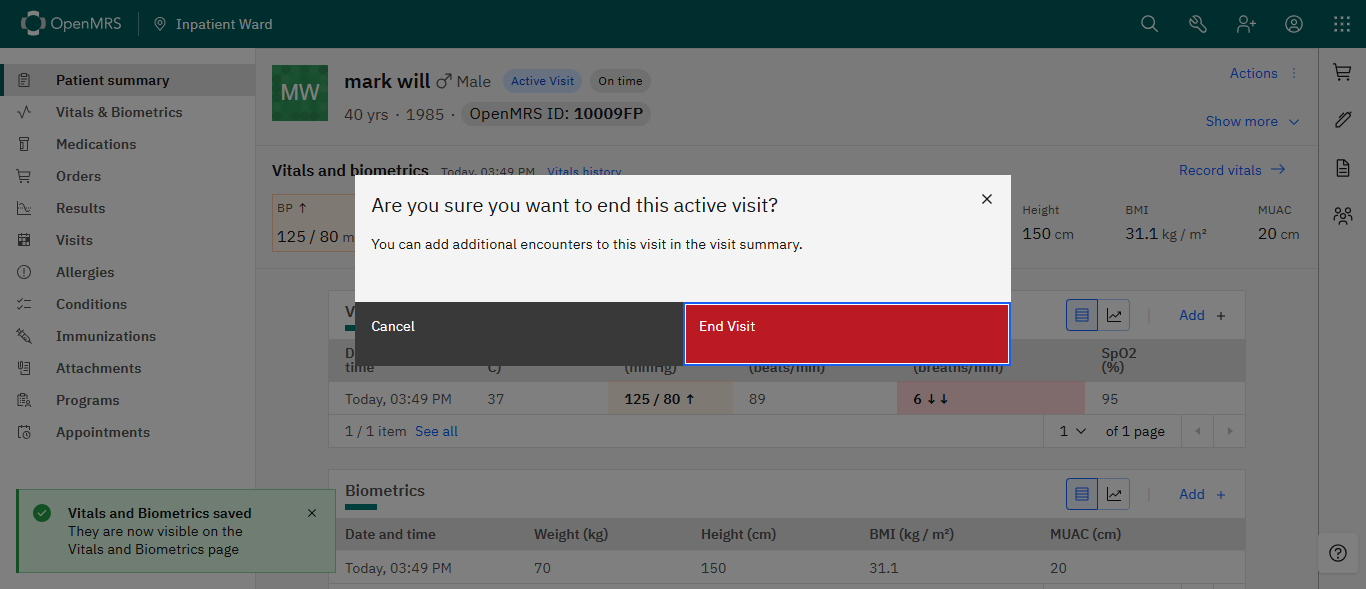 OpenMRS
Inpatient Ward
Patient summary
Vitals & Biometrics
Medications
Orders
Results
Visits
Allergies
Conditions
Immunizations
Attachments
Programs
Appointments
MW
mark will ♂ Male Active Visit On time
40 yrs · 1985 · OpenMRS ID: 10009FP
Actions
Show more
Vitals and biometrics Today, 03:49 PM Vitals history
Record vitals →
BP ↑
125 / 80 m
Height
150 cm
BMI
31.1 kg / m²
MUAC
20 cm
Are you sure you want to end this active visit?
You can add additional encounters to this visit in the visit summary.
Cancel
End Visit
V
Add +
D
time
C)
(mmHg)
(beats/min)
(breaths/min)
SpO2
(%)
Today, 03:49 PM 37 125 / 80 ↑ 89 6 ↓↓ 95
1 / 1 item See all
1 of 1 page
Biometrics
Add +
Date and time Weight (kg) Height (cm) BMI (kg / m²) MUAC (cm)
Today, 03:49 PM 70 150 31.1 20
Vitals and Biometrics saved
They are now visible on the
Vitals and Biometrics page